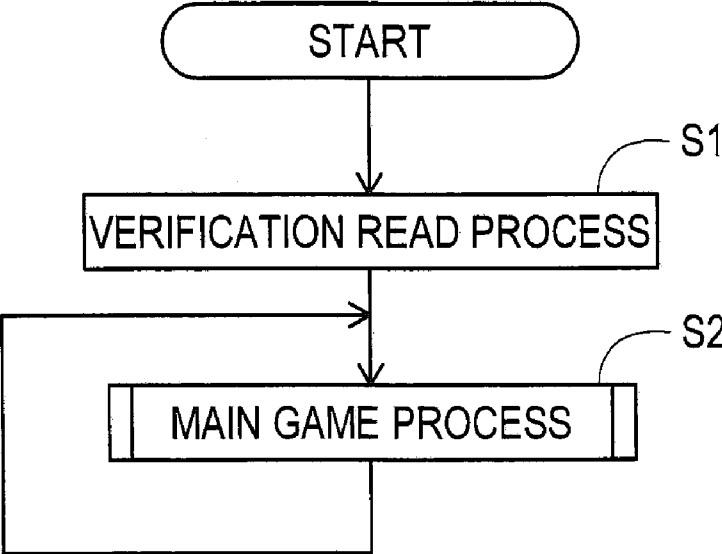 START
S1
VERIFICATION READ PROCESS
S2
MAIN GAME PROCESS